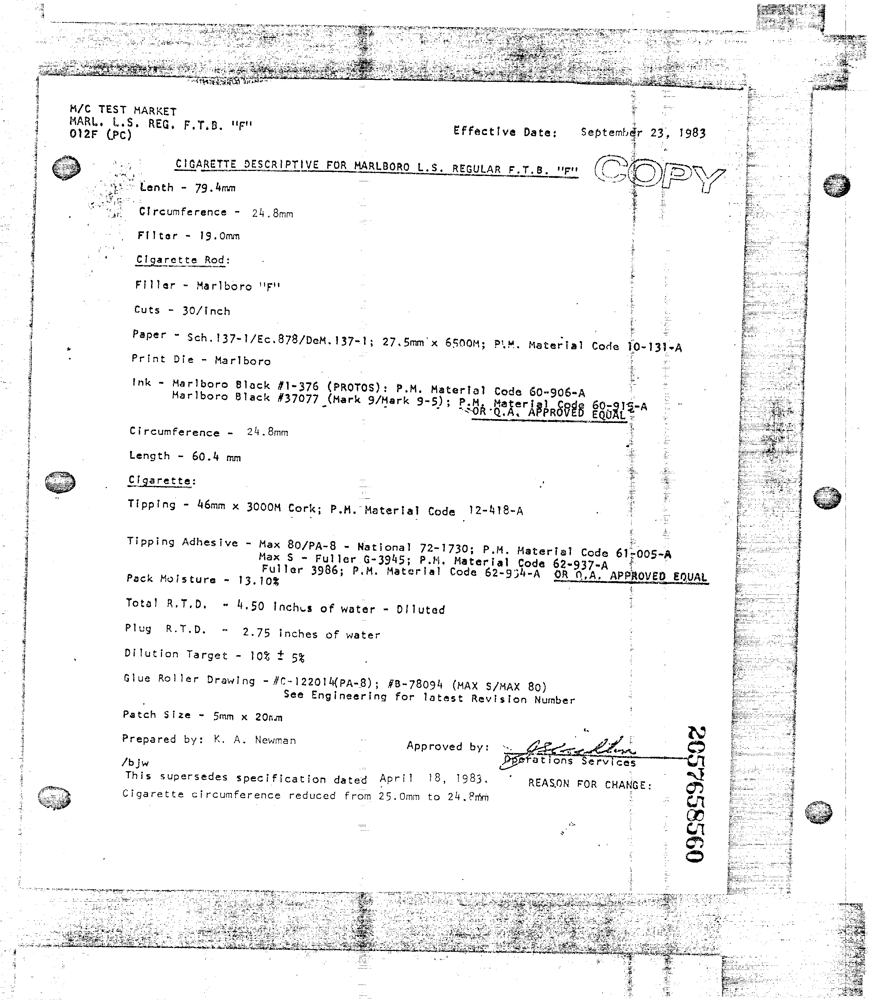 M/C TEST MARKET
MARL. L.S. REG. F.T.B. "F"
012F (PC)
Effective Date: September 23, 1983
COPY
CIGARETTE DESCRIPTIVE FOR MARLBORO L.S. REGULAR F.T.B. "F"
Lenth - 79.4mm
Circumference - 24.8mm
Filter - 19.0mm
Cigarette Rod:
Filler - Marlboro "F"
Cuts - 30/inch
Paper - Sch.137-1/Ec.878/DeM.137-1; 27.5mm x 6500M; P.M. Material Code 10-131-A
Print Die - Marlboro
Ink - Marlboro Black #1-376 (PROTOS): P.M. Material Code 60-906-A
Marlboro Black #37077 (Mark 9/Mark 9-5); P.M. Material Code 60-915-A
OR Q.A. APPROVED EQUAL
Circumference - 24.8mm
Length - 60.4 mm
Cigarette:
Tipping - 46mm x 3000M Cork; P.M. Material Code 12-418-A
Tipping Adhesive - Max 80/PA-8 - National 72-1730; P.M. Material Code 61-005-A
Max S - Fuller G-3945; P.M. Material Code 62-937-A
Fuller 3986; P.M. Material Code 62-934-A OR Q.A. APPROVED EQUAL
Pack Moisture - 13.10%
Total R.T.D. - 4.50 inches of water - Diluted
Plug R.T.D. - 2.75 inches of water
Dilution Target - 10% ± 5%
Glue Roller Drawing - #C-122014(PA-8); #B-78094 (MAX S/MAX 80)
See Engineering for latest Revision Number
Patch Size - 5mm x 20mm
Prepared by: K. A. Newman
Approved by:
Operations Services
/bjw
This supersedes specification dated April 18, 1983.
REASON FOR CHANGE:
Cigarette circumference reduced from 25.0mm to 24.8mm
2057658560